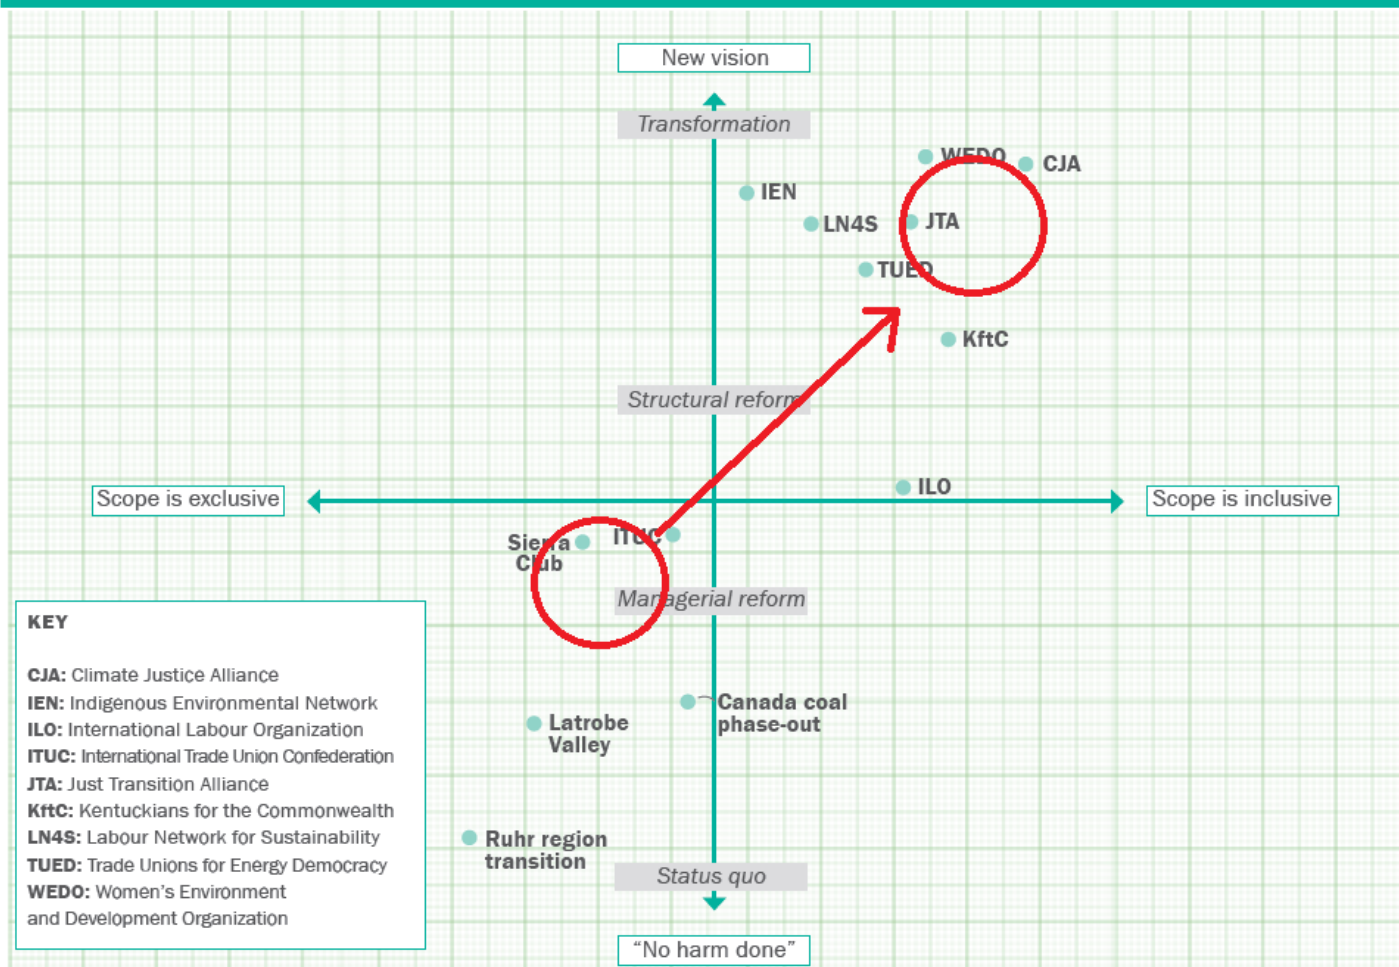 New vision
Transformation
WEDO
CJA
IEN
LN4S
JTA
TUED
KftC
Structural reform
ILO
Scope is exclusive
Scope is inclusive
Sierra
Club
ITUC
Managerial reform
Canada coal
phase-out
Latrobe
Valley
Ruhr region
transition
Status quo
“No harm done”
KEY
CJA: Climate Justice Alliance
IEN: Indigenous Environmental Network
ILO: International Labour Organization
ITUC: International Trade Union Confederation
JTA: Just Transition Alliance
KftC: Kentuckians for the Commonwealth
LN4S: Labour Network for Sustainability
TUED: Trade Unions for Energy Democracy
WEDO: Women’s Environment
and Development Organization